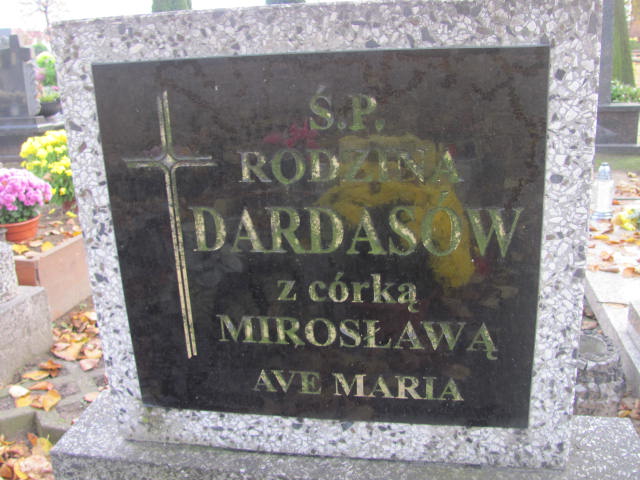 Ś.P.
RODZINA
DARDASÓW
z córką
MIROSŁAWĄ
AVE MARIA